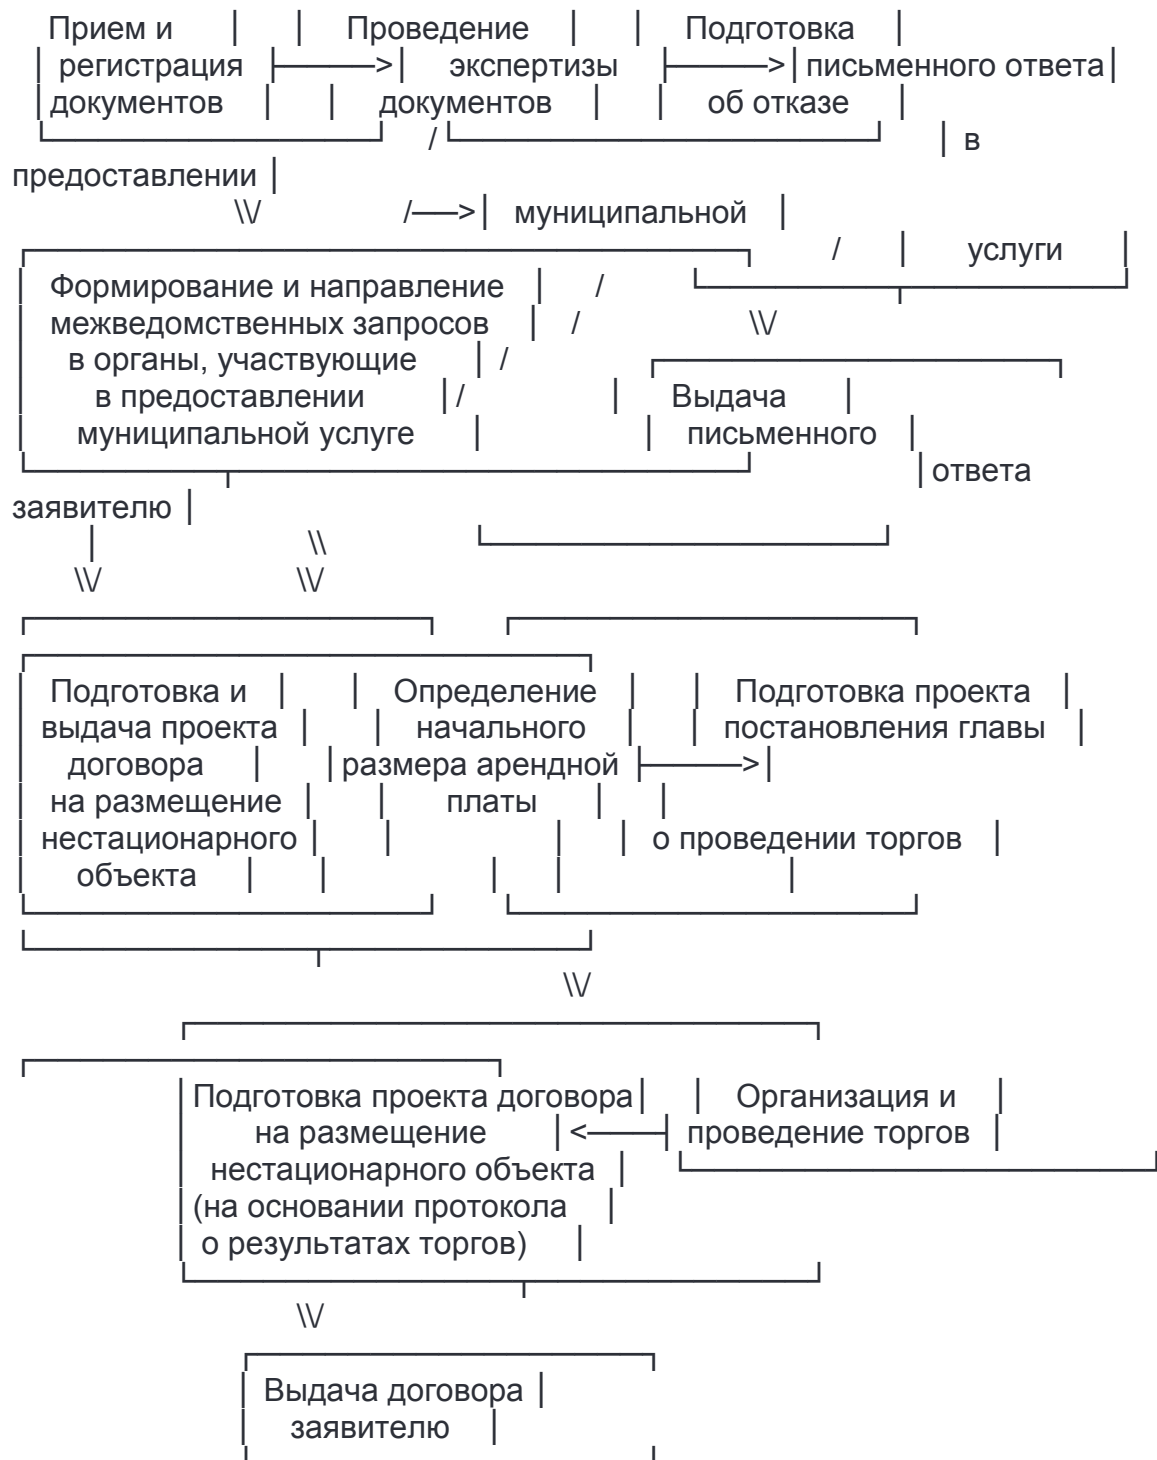 Прием и │ │ Проведение │ │ Подготовка │
│ регистрация ├─────>│ экспертизы ├─────>│письменного ответа│
│документов │ │ документов │ │ об отказе │
└──────────────────┘ /└──────────────────────┘ │ в
предоставлении │
\\/ /──>│ муниципальной │
┌──────────────────────────────────────┐ / │ услуги │
│ Формирование и направление │ / └──────────┬───────────┘
│ межведомственных запросов │ / \\/
│ в органы, участвующие │ / ┌─────────────────────┐
│ в предоставлении │/ │ Выдача │
│ муниципальной услуге │ │ письменного │
└──────────┬───────────────────────────┘ │ответа
заявителю │
│ \\ └─────────────────────┘
\\/ \\/
┌─────────────────────┐ ┌─────────────────────┐
┌─────────────────────────────┐
│ Подготовка и │ │ Определение │ │ Подготовка проекта │
│ выдача проекта │ │ начального │ │ постановления главы │
│ договора │ │размера арендной ├─────>│
│ на размещение │ │ платы │ │
│ нестационарного │ │ │ │ о проведении торгов │
│ объекта │ │ │ │ │
└─────────────────────┘ └─────────────────────┘
└───────────────┬─────────────┘
\\/
┌─────────────────────────────────┐
┌─────────────────────────┐
│Подготовка проекта договора│ │ Организация и │
│ на размещение │<────┤ проведение торгов │
│ нестационарного объекта │ └─────────────────────────┘
│(на основании протокола │
│ о результатах торгов) │
└─────────────────┬───────────────┘
\\/
┌─────────────────────┐
│ Выдача договора │
│ заявителю │